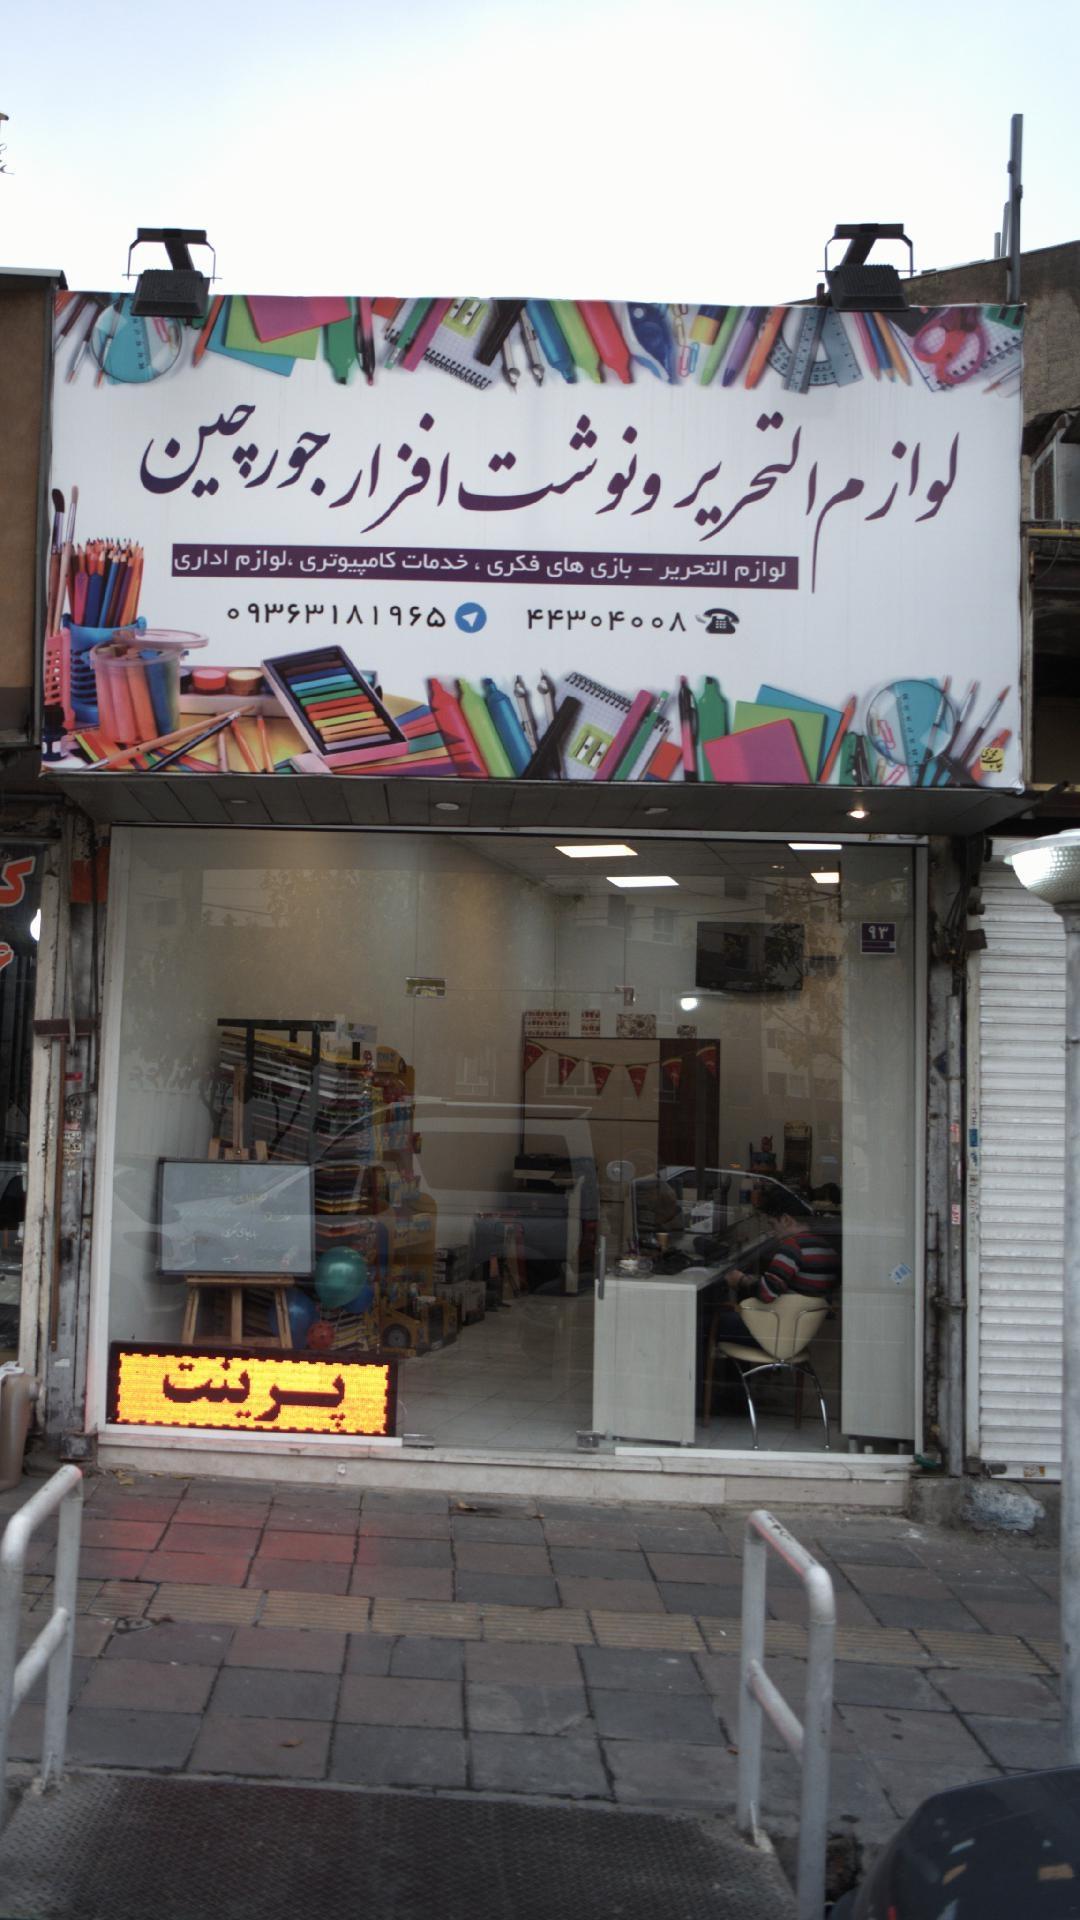 لوازم التحریر و نوشت افزار جورچین
لوازم التحریر – بازی های فکری ، خدمات کامپیوتری ،لوازم اداری
۴۴۳۰۴۰۰۸
۰۹۳۶۳۱۸۱۹۶۵
۹۳
پرینت